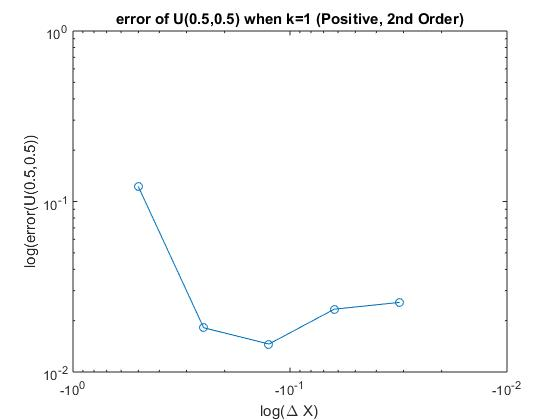 error of U(0.5,0.5) when k=1 (Positive, 2nd Order)
10^0
10^-1
10^-2
log(error(U(0.5,0.5))
-10^0
-10^-1
-10^-2
log(Δ X)